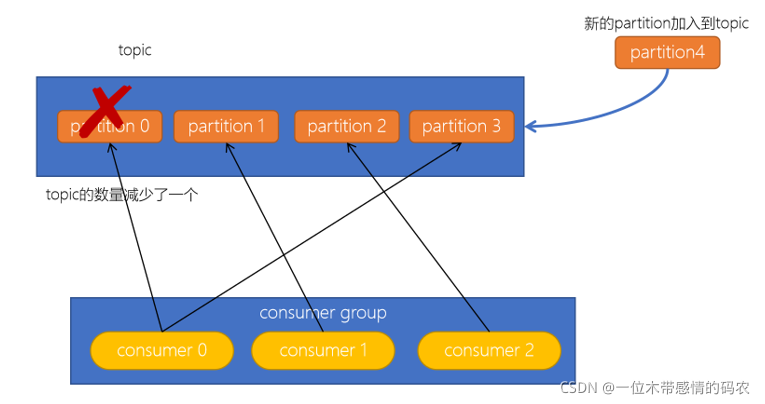 新的partition加入到topic
topic
partition4
partition 0
partition 1
partition 2
partition 3
topic的数量减少了一个
consumer group
consumer 0
consumer 1
consumer 2
CSDN @一位木带感情的码农